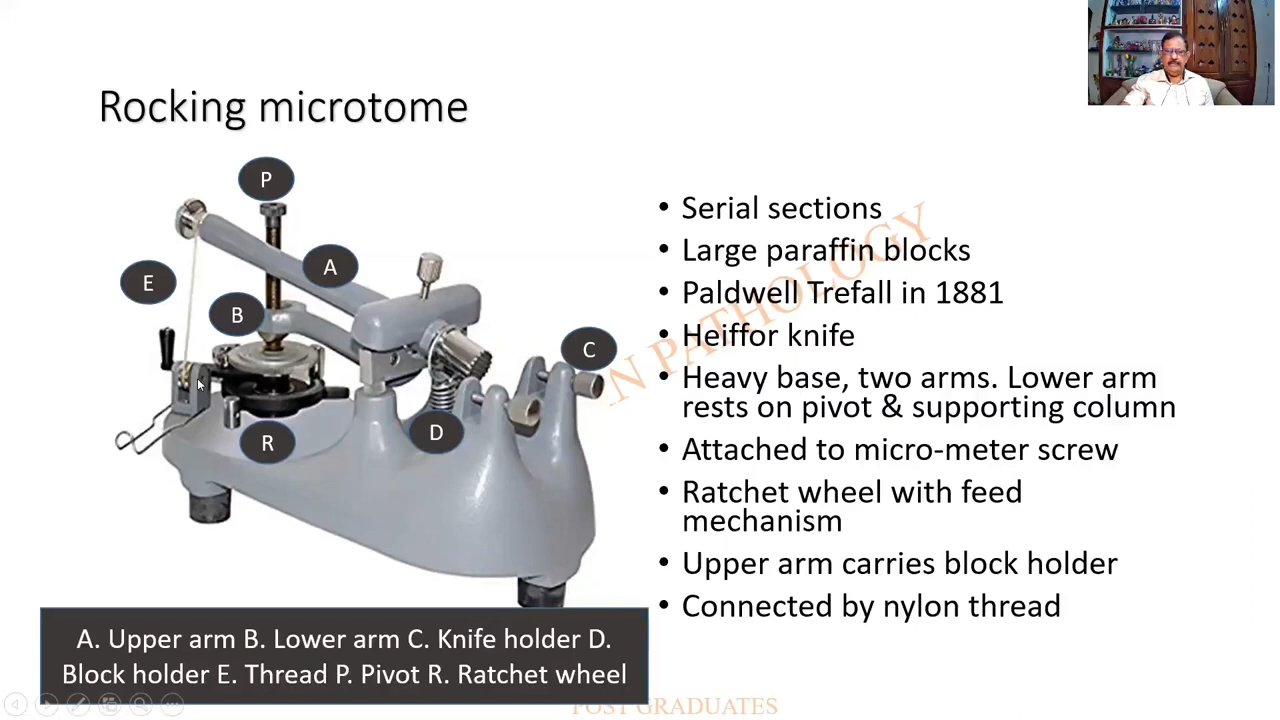 Rocking microtome
P
A
E
B
C
D
R
• Serial sections
• Large paraffin blocks
• Paldwell Trefall in 1881
• Heiffor knife
• Heavy base, two arms. Lower arm
rests on pivot & supporting column
• Attached to micro-meter screw
• Ratchet wheel with feed
mechanism
• Upper arm carries block holder
• Connected by nylon thread
A. Upper arm B. Lower arm C. Knife holder D.
Block holder E. Thread P. Pivot R. Ratchet wheel
N PATHOLOGY
POST GRADUATES